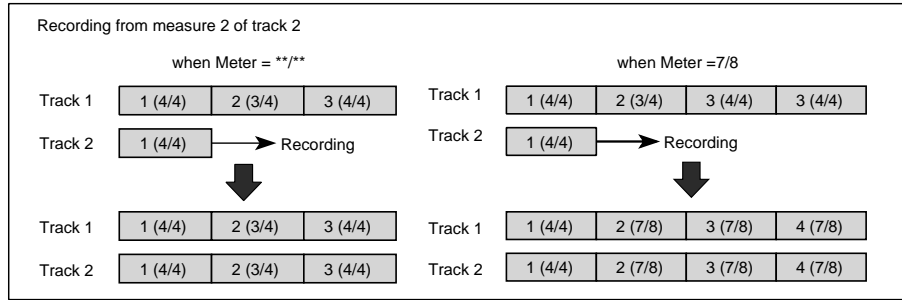 Recording from measure 2 of track 2
when Meter = **/**
Track 1 1 (4/4) 2 (3/4) 3 (4/4)
Track 2 1 (4/4) Recording
Track 1 1 (4/4) 2 (3/4) 3 (4/4)
Track 2 1 (4/4) 2 (3/4) 3 (4/4)
when Meter =7/8
Track 1 1 (4/4) 2 (3/4) 3 (4/4) 3 (4/4)
Track 2 1 (4/4) Recording
Track 1 1 (4/4) 2 (7/8) 3 (7/8) 4 (7/8)
Track 2 1 (4/4) 2 (7/8) 3 (7/8) 4 (7/8)